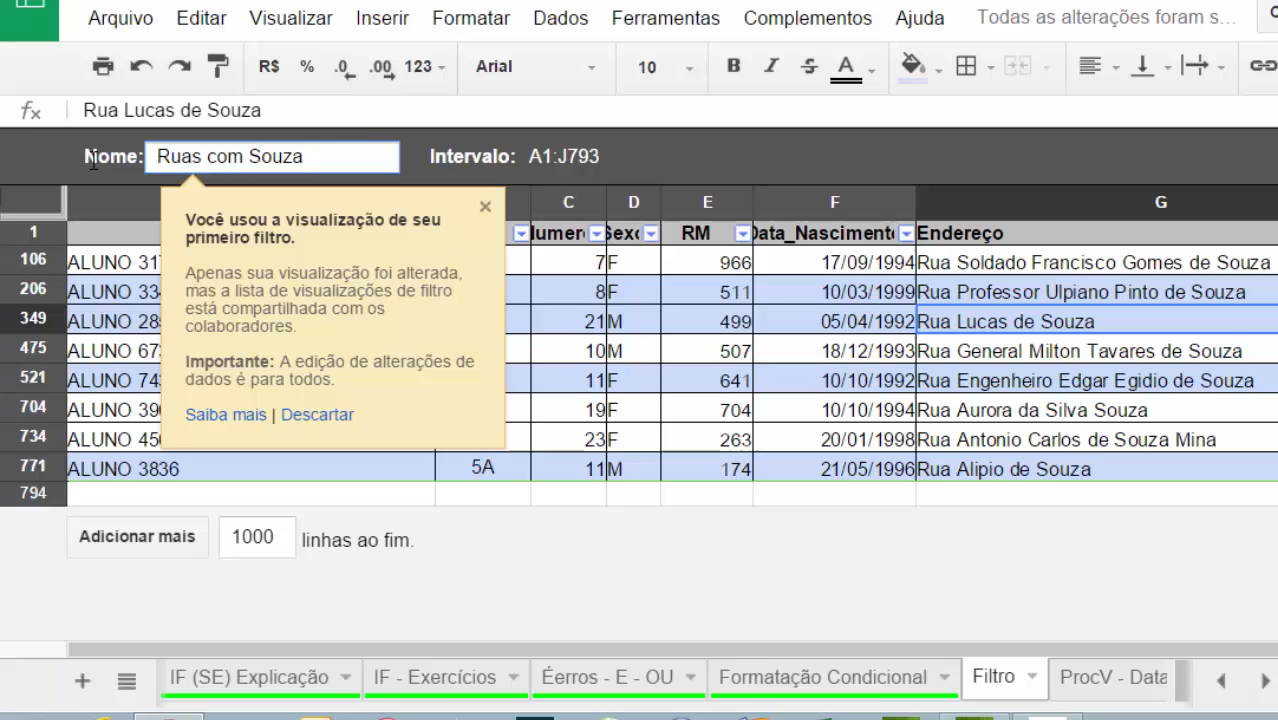 Arquivo Editar Visualizar Inserir Formatar Dados Ferramentas Complementos Ajuda Todas as alterações foram s...
R$ % .0 .00 123 Arial 10 B I S A
fx Rua Lucas de Souza
Nome: Ruas com Souza Intervalo: A1:J793
C D E F G
1 Sexo RM Data_Nascimento Endereço
Você usou a visualização de seu
primeiro filtro.
Apenas sua visualização foi alterada,
mas a lista de visualizações de filtro
está compartilhada com os
colaboradores.
Importante: A edição de alterações de
dados é para todos.
Saiba mais | Descartar
106 ALUNO 7 F 966 17/09/1994 Rua Soldado Francisco Gomes de Souza
206 ALUNO 8 F 511 10/03/1999 Rua Professor Ulpiano Pinto de Souza
349 ALUNO 21 M 499 05/04/1992 Rua Lucas de Souza
475 ALUNO 10 M 507 18/12/1993 Rua General Milton Tavares de Souza
521 ALUNO 11 F 641 10/10/1992 Rua Engenheiro Edgar Egidio de Souza
704 ALUNO 19 F 704 10/10/1994 Rua Aurora da Silva Souza
734 ALUNO 23 F 263 20/01/1998 Rua Antonio Carlos de Souza Mina
771 ALUNO 3836 5A 11 M 174 21/05/1996 Rua Alipio de Souza
794
Adicionar mais 1000 linhas ao fim.
IF (SE) Explicação IF - Exercícios Éerros - E - OU Formatação Condicional Filtro ProcV - Data